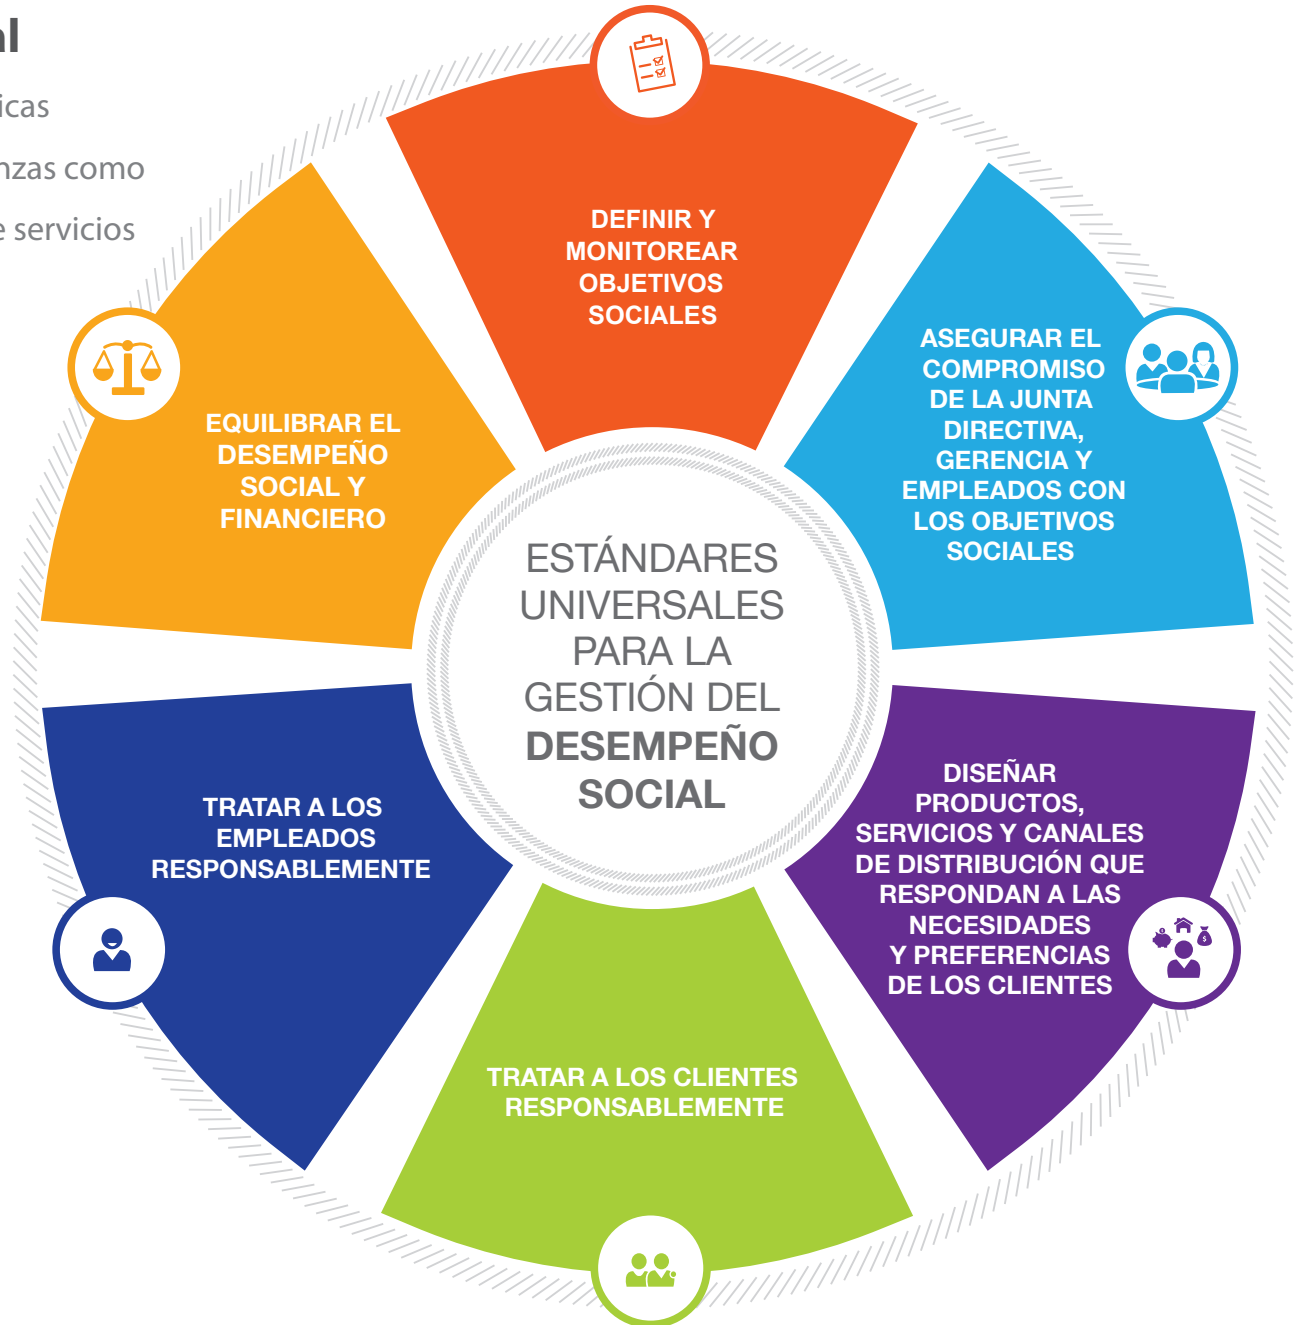 al
icas
nzas como
e servicios
DEFINIR Y
MONITOREAR
OBJETIVOS
SOCIALES
ASEGURAR EL
COMPROMISO
DE LA JUNTA
DIRECTIVA,
GERENCIA Y
EMPLEADOS CON
LOS OBJETIVOS
SOCIALES
DISEÑAR
PRODUCTOS,
SERVICIOS Y CANALES
DE DISTRIBUCIÓN QUE
RESPONDAN A LAS
NECESIDADES
Y PREFERENCIAS
DE LOS CLIENTES
TRATAR A LOS CLIENTES
RESPONSABLEMENTE
TRATAR A LOS
EMPLEADOS
RESPONSABLEMENTE
EQUILIBRAR EL
DESEMPEÑO
SOCIAL Y
FINANCIERO
ESTÁNDARES
UNIVERSALES
PARA LA
GESTIÓN DEL
DESEMPEÑO
SOCIAL